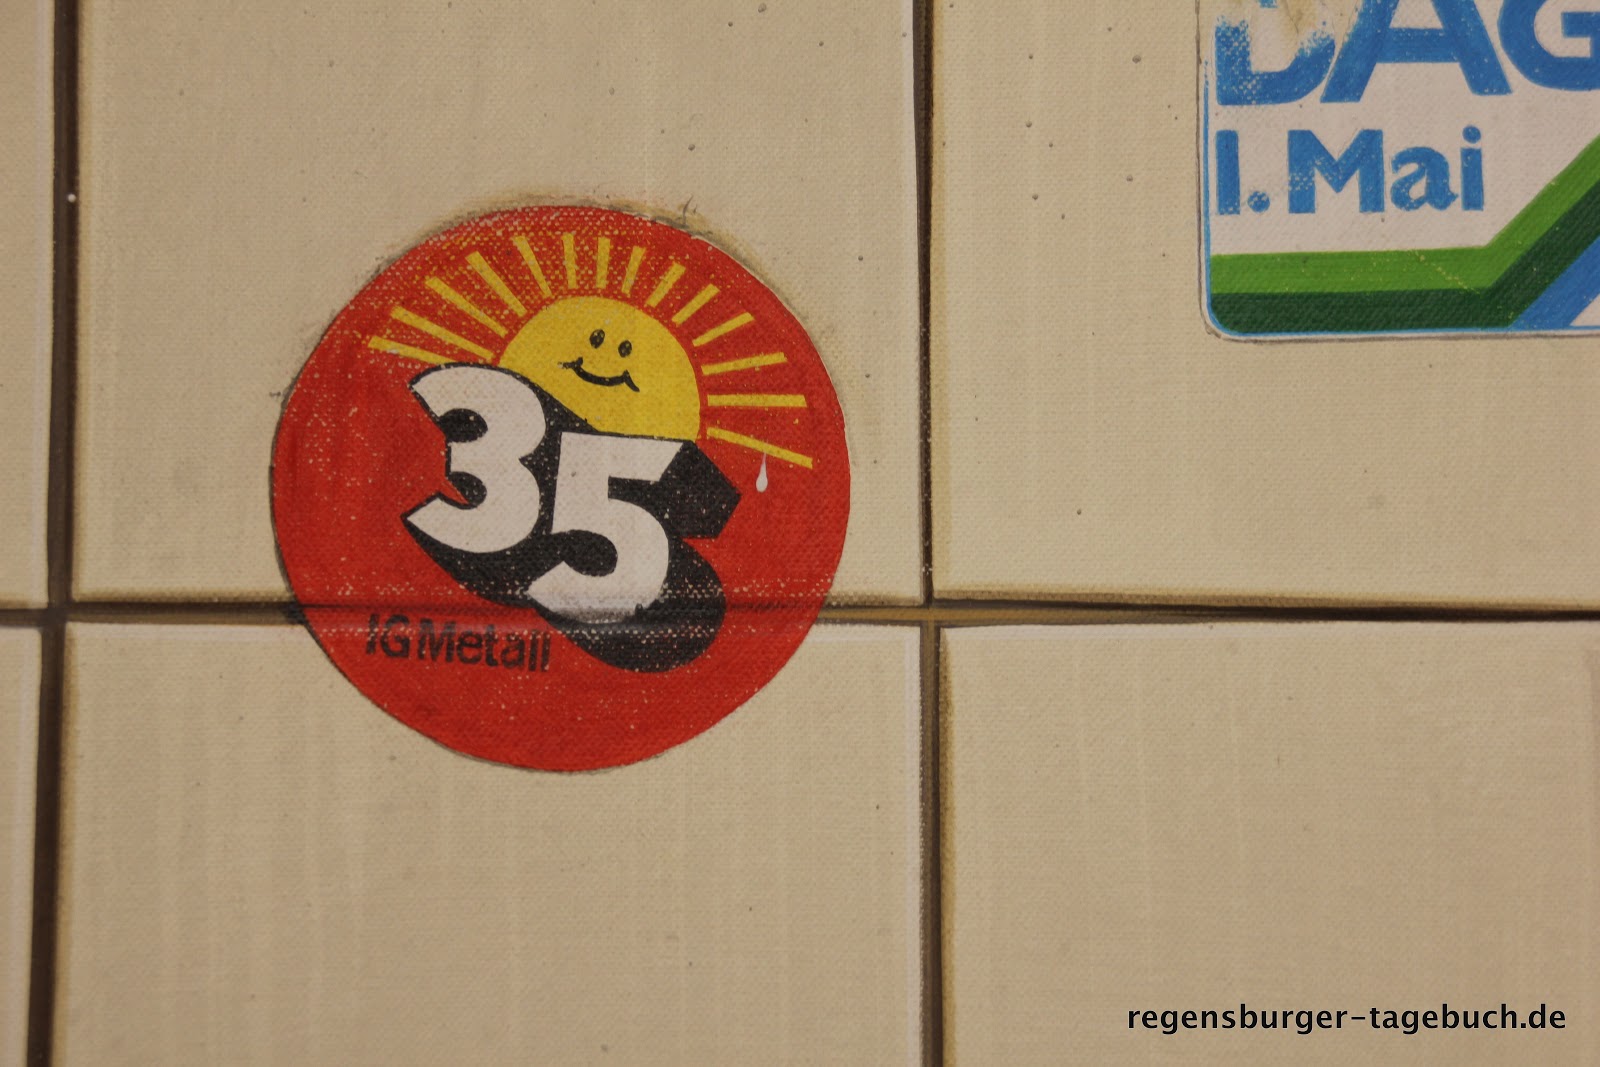 DAG
1. Mai
35
IG Metall
regensburger-tagebuch.de